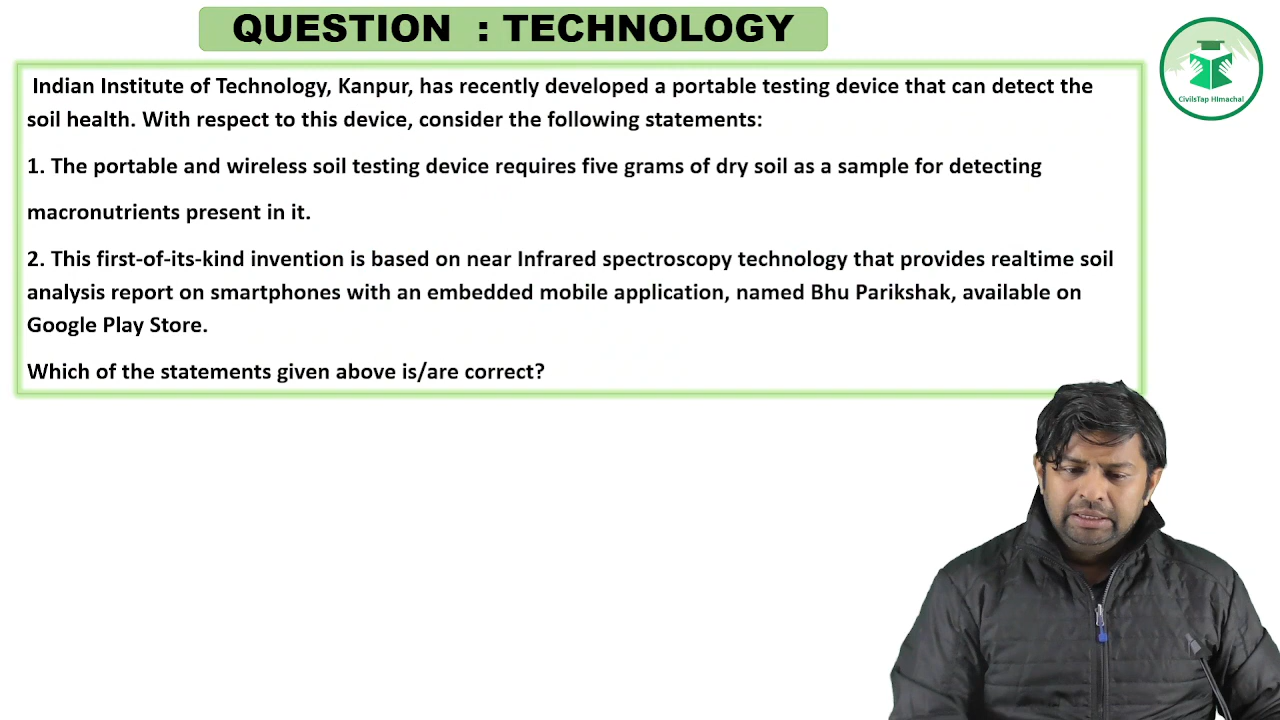 QUESTION : TECHNOLOGY
CivilsTap HImachal
Indian Institute of Technology, Kanpur, has recently developed a portable testing device that can detect the
soil health. With respect to this device, consider the following statements:
1. The portable and wireless soil testing device requires five grams of dry soil as a sample for detecting
macronutrients present in it.
2. This first-of-its-kind invention is based on near Infrared spectroscopy technology that provides realtime soil
analysis report on smartphones with an embedded mobile application, named Bhu Parikshak, available on
Google Play Store.
Which of the statements given above is/are correct?